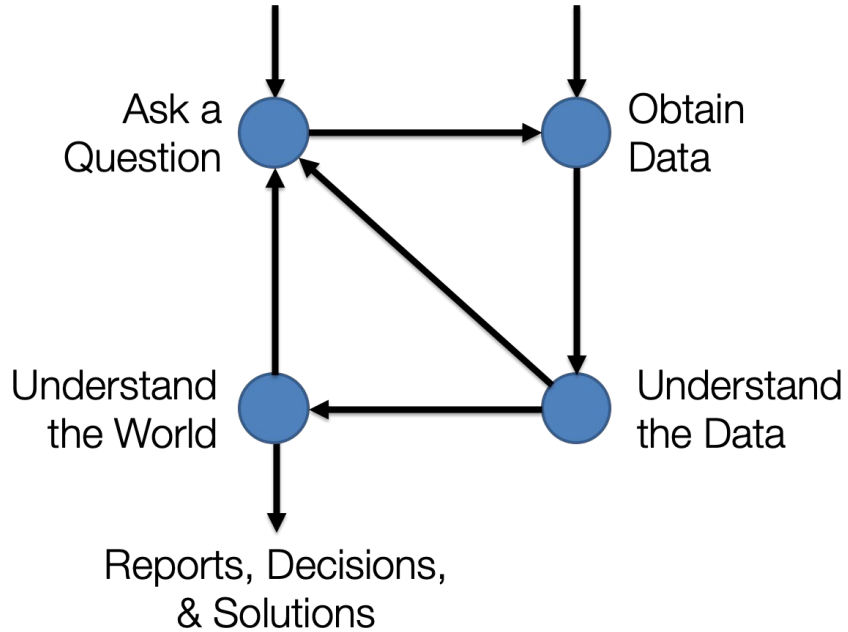 Ask a
Question
Obtain
Data
Understand
the World
Understand
the Data
Reports, Decisions,
& Solutions